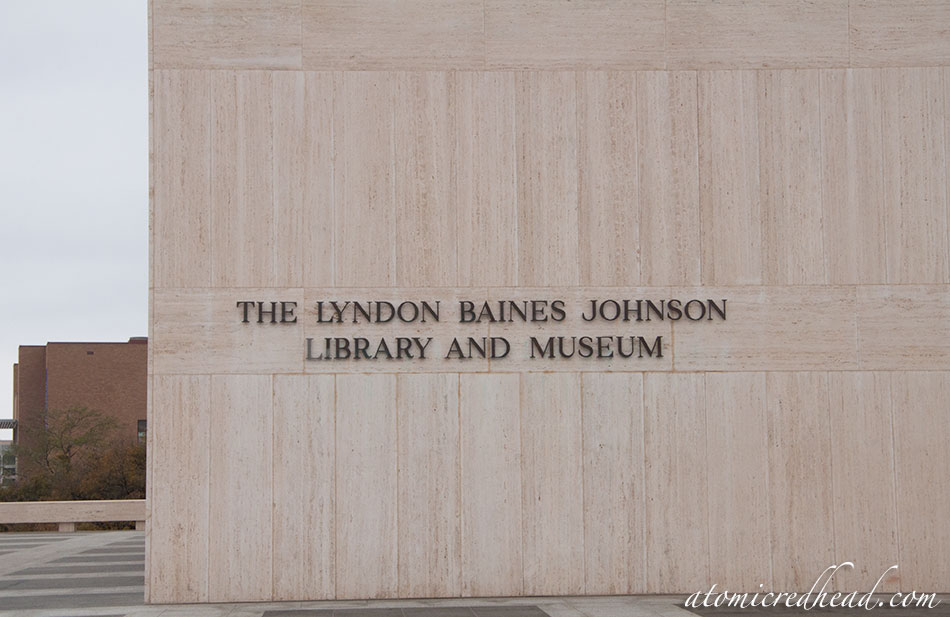 THE LYNDON BAINES JOHNSON
LIBRARY AND MUSEUM
atomicredhead.com